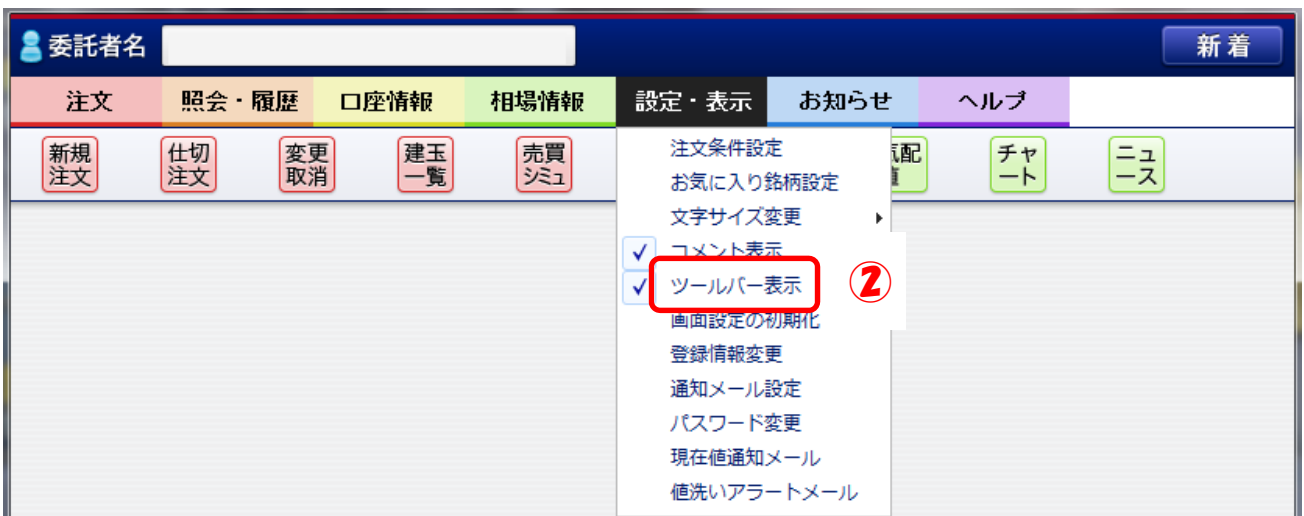 委託者名
新着
注文 照会・履歴 口座情報 相場情報 設定・表示 お知らせ ヘルプ
新規
注文
仕切
注文
変更
取消
建玉
一覧
売買
シミュ
配
チャ
ート
ニュ
ース
注文条件設定
お気に入り銘柄設定
文字サイズ変更
コメント表示
ツールバー表示
②
画面設定の初期化
登録情報変更
通知メール設定
パスワード変更
現在値通知メール
値洗いアラートメール